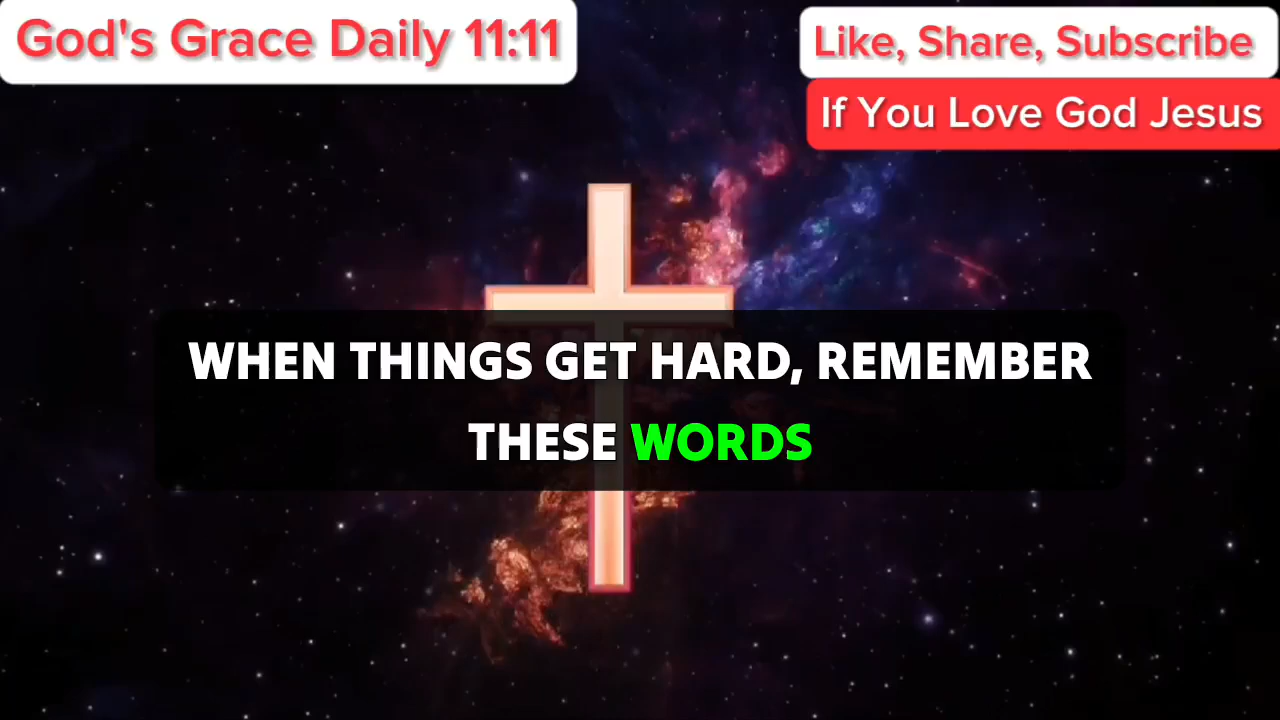 God's Grace Daily 11:11
Like, Share, Subscribe
If You Love God Jesus
WHEN THINGS GET HARD, REMEMBER
THESE WORDS